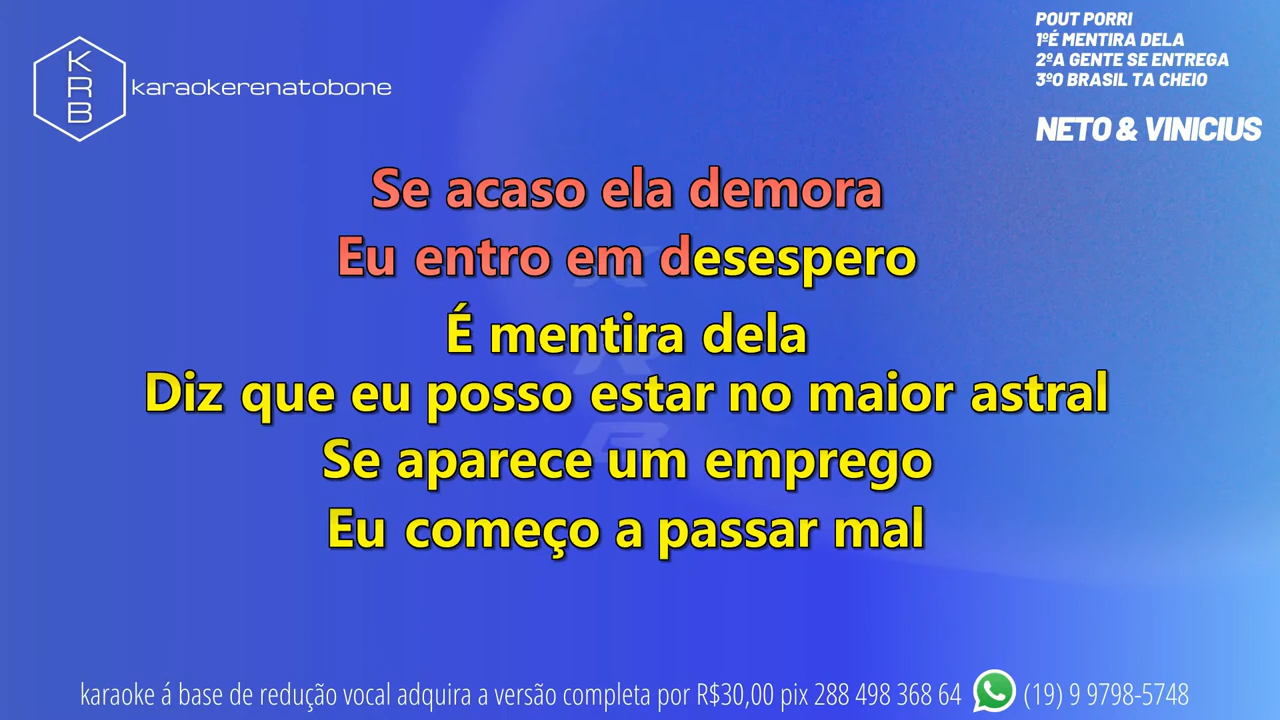 KRB
karaokerenatobone
POUT PORRI
1ºÉ MENTIRA DELA
2ºA GENTE SE ENTREGA
3ºO BRASIL TA CHEIO
NETO & VINICIUS
Se acaso ela demora
Eu entro em desespero
É mentira dela
Diz que eu posso estar no maior astral
Se aparece um emprego
Eu começo a passar mal
karaoke á base de redução vocal adquira a versão completa por R$30,00 pix 288 498 368 64 (19) 9 9798-5748